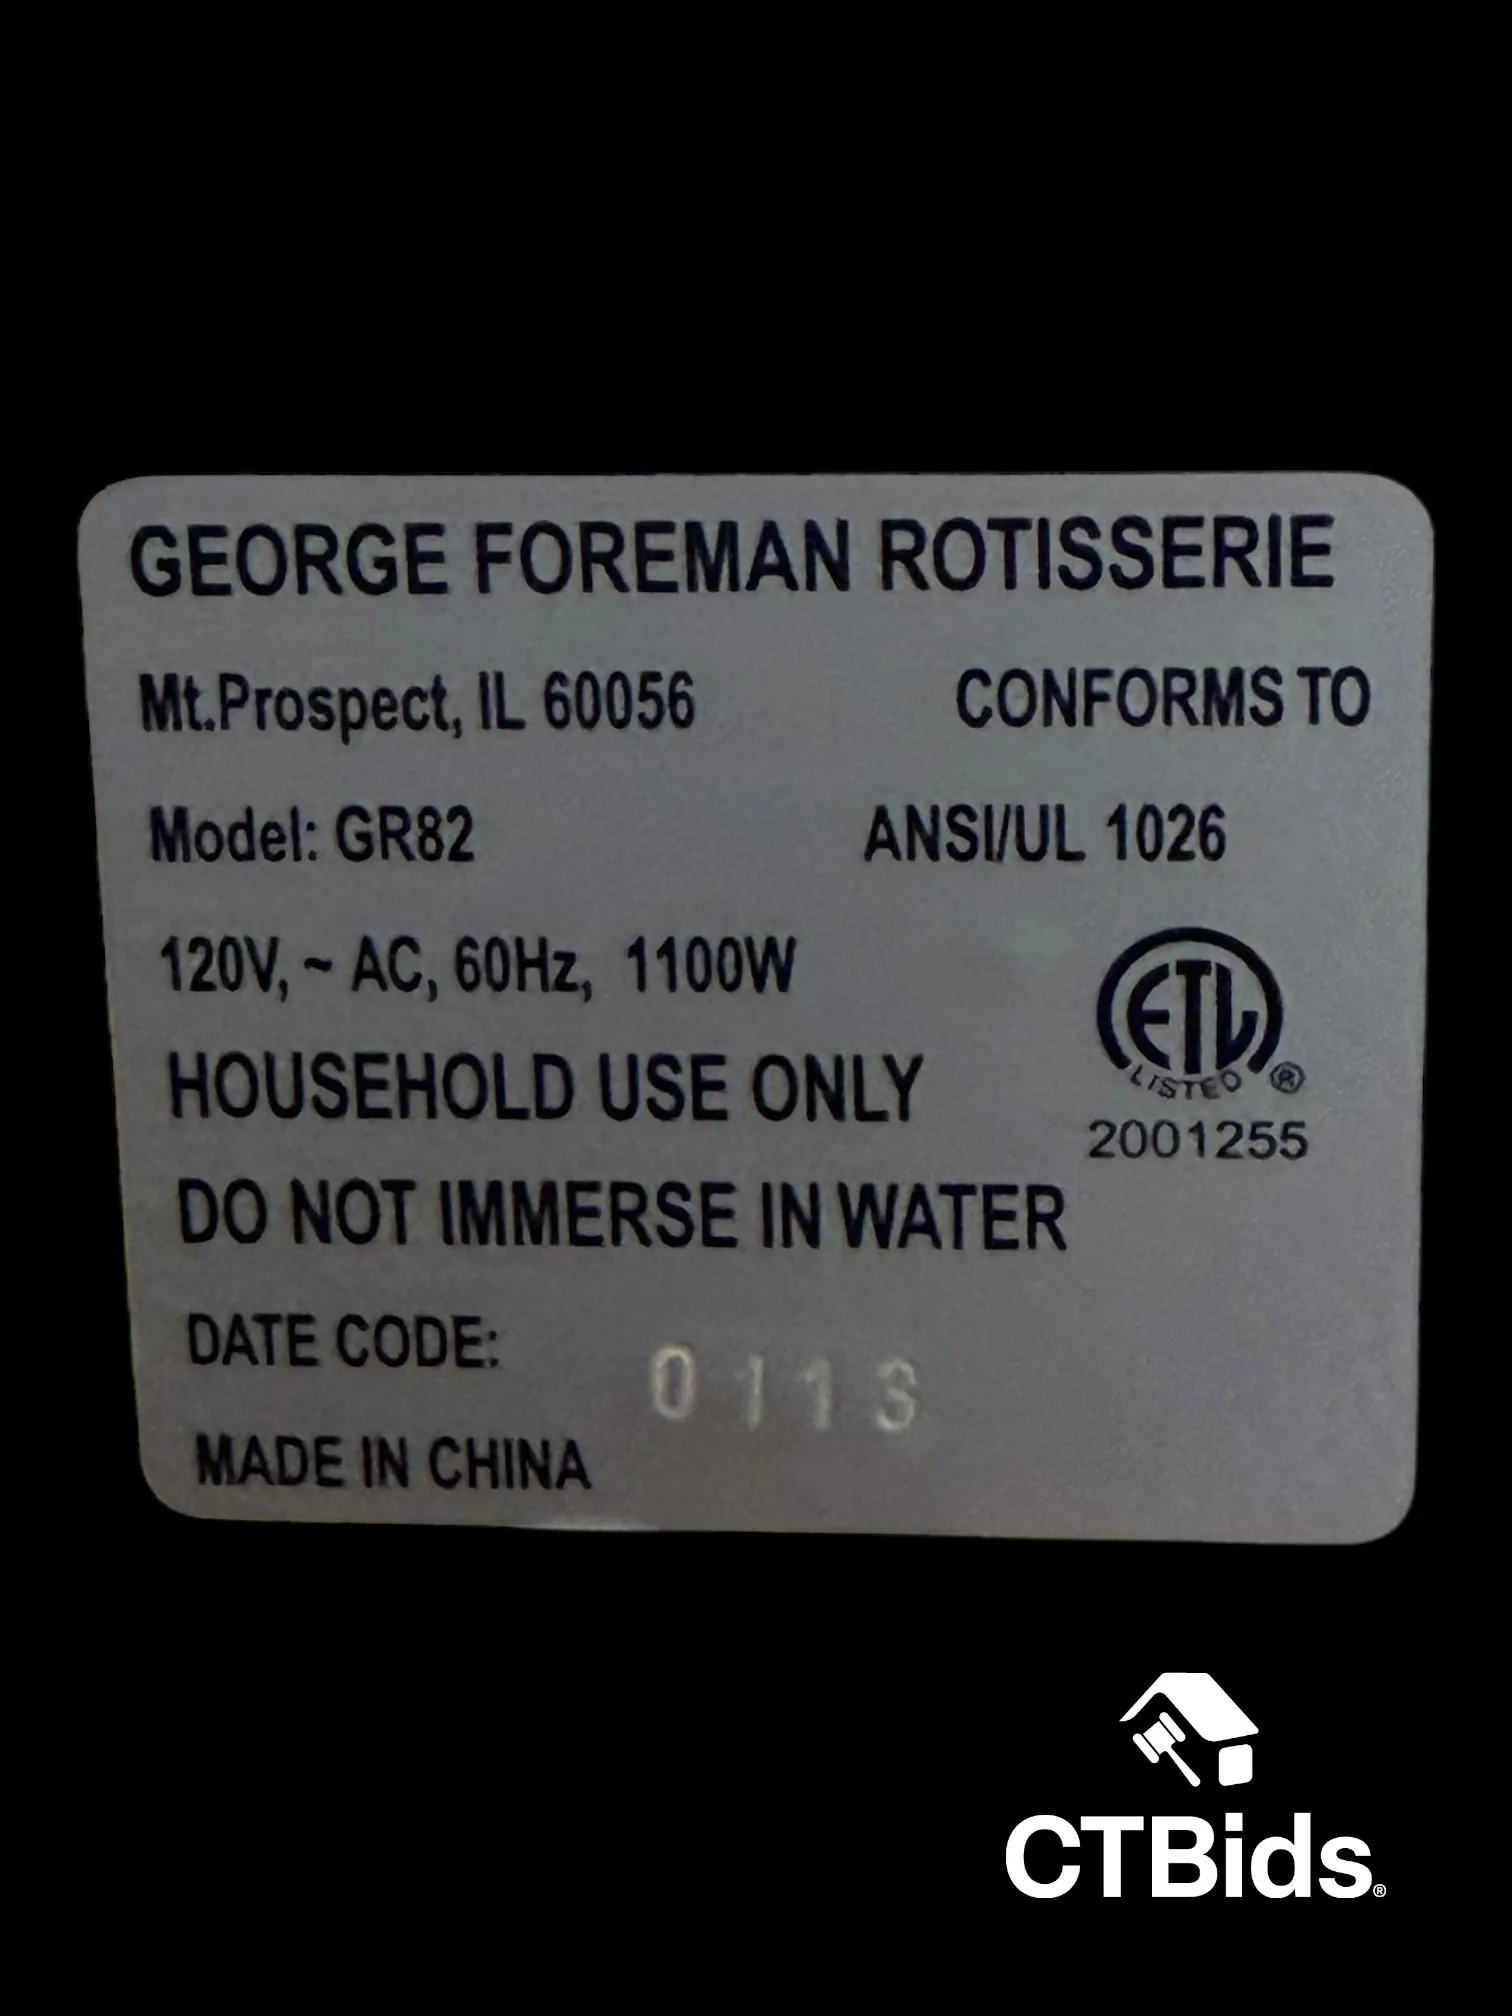 GEORGE FOREMAN ROTISSERIE
Mt.Prospect, IL 60056 CONFORMS TO
Model: GR82 ANSI/UL 1026
120V, ~ AC, 60Hz, 1100W
ETL
LISTED ®
HOUSEHOLD USE ONLY
2001255
DO NOT IMMERSE IN WATER
DATE CODE: 0113
MADE IN CHINA
CTBids®